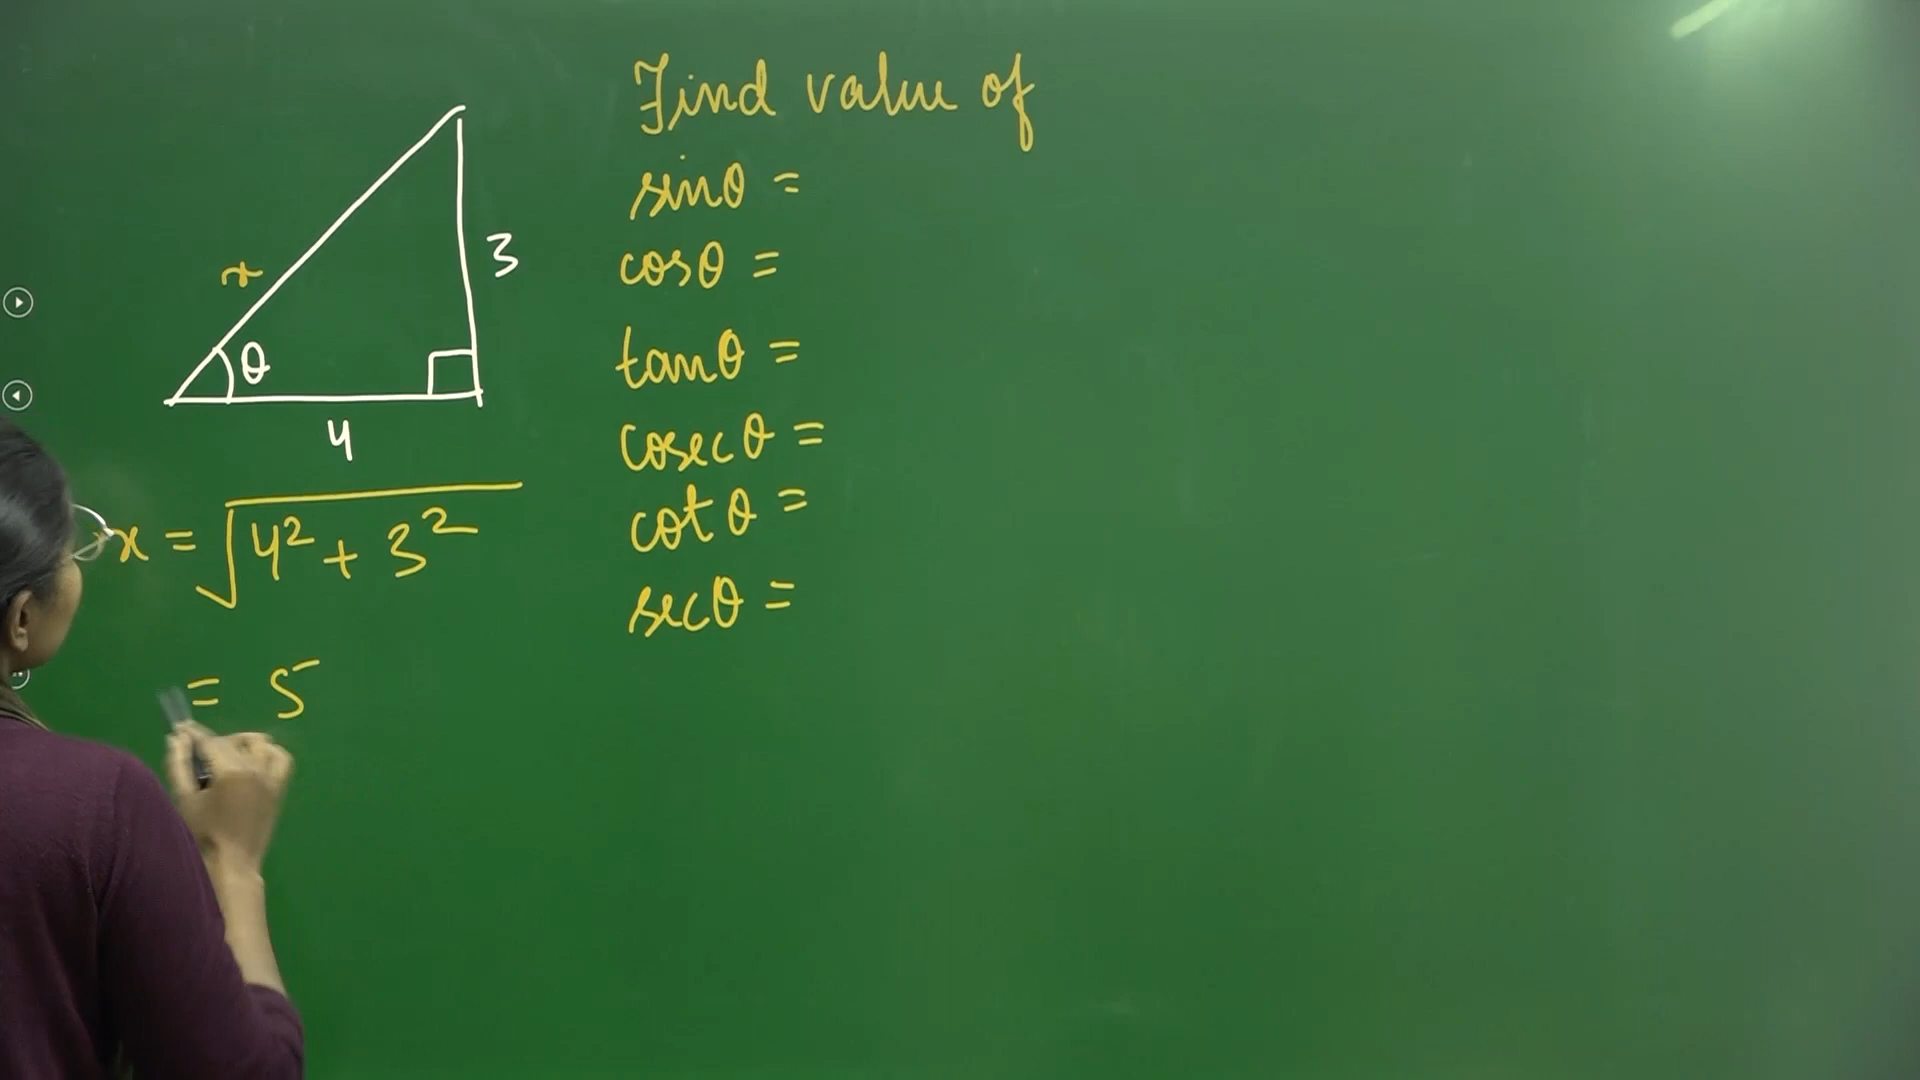 x
3
θ
4
x = √4² + 3²
= 5
Find value of
sinθ =
cosθ =
tanθ =
cosecθ =
cotθ =
secθ =